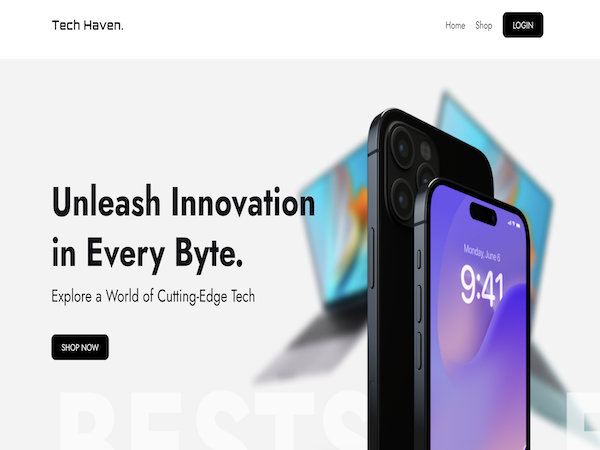 Tech Haven.
Home Shop LOGIN
Unleash Innovation
in Every Byte.
Explore a World of Cutting-Edge Tech
SHOP NOW
Monday, June 6
9:41